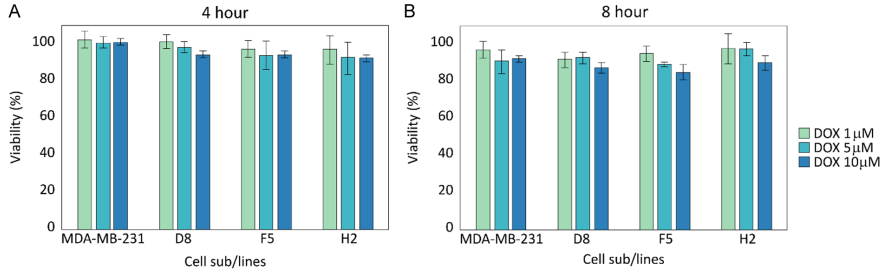 A
4 hour
Viability (%)
100
80
60
40
20
0
MDA-MB-231 D8 F5 H2
Cell sub/lines
B
8 hour
Viability (%)
100
80
60
40
20
0
MDA-MB-231 D8 F5 H2
Cell sub/lines
DOX 1 μM
DOX 5 μM
DOX 10μM